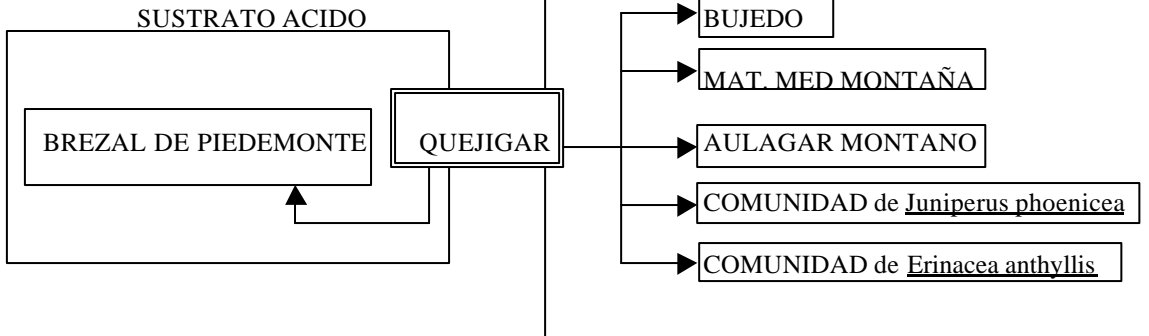 SUSTRATO ACIDO
BREZAL DE PIEDEMONTE
QUEJIGAR
BUJEDO
MAT. MED MONTAÑA
AULAGAR MONTANO
COMUNIDAD de Juniperus phoenicea
COMUNIDAD de Erinacea anthyllis